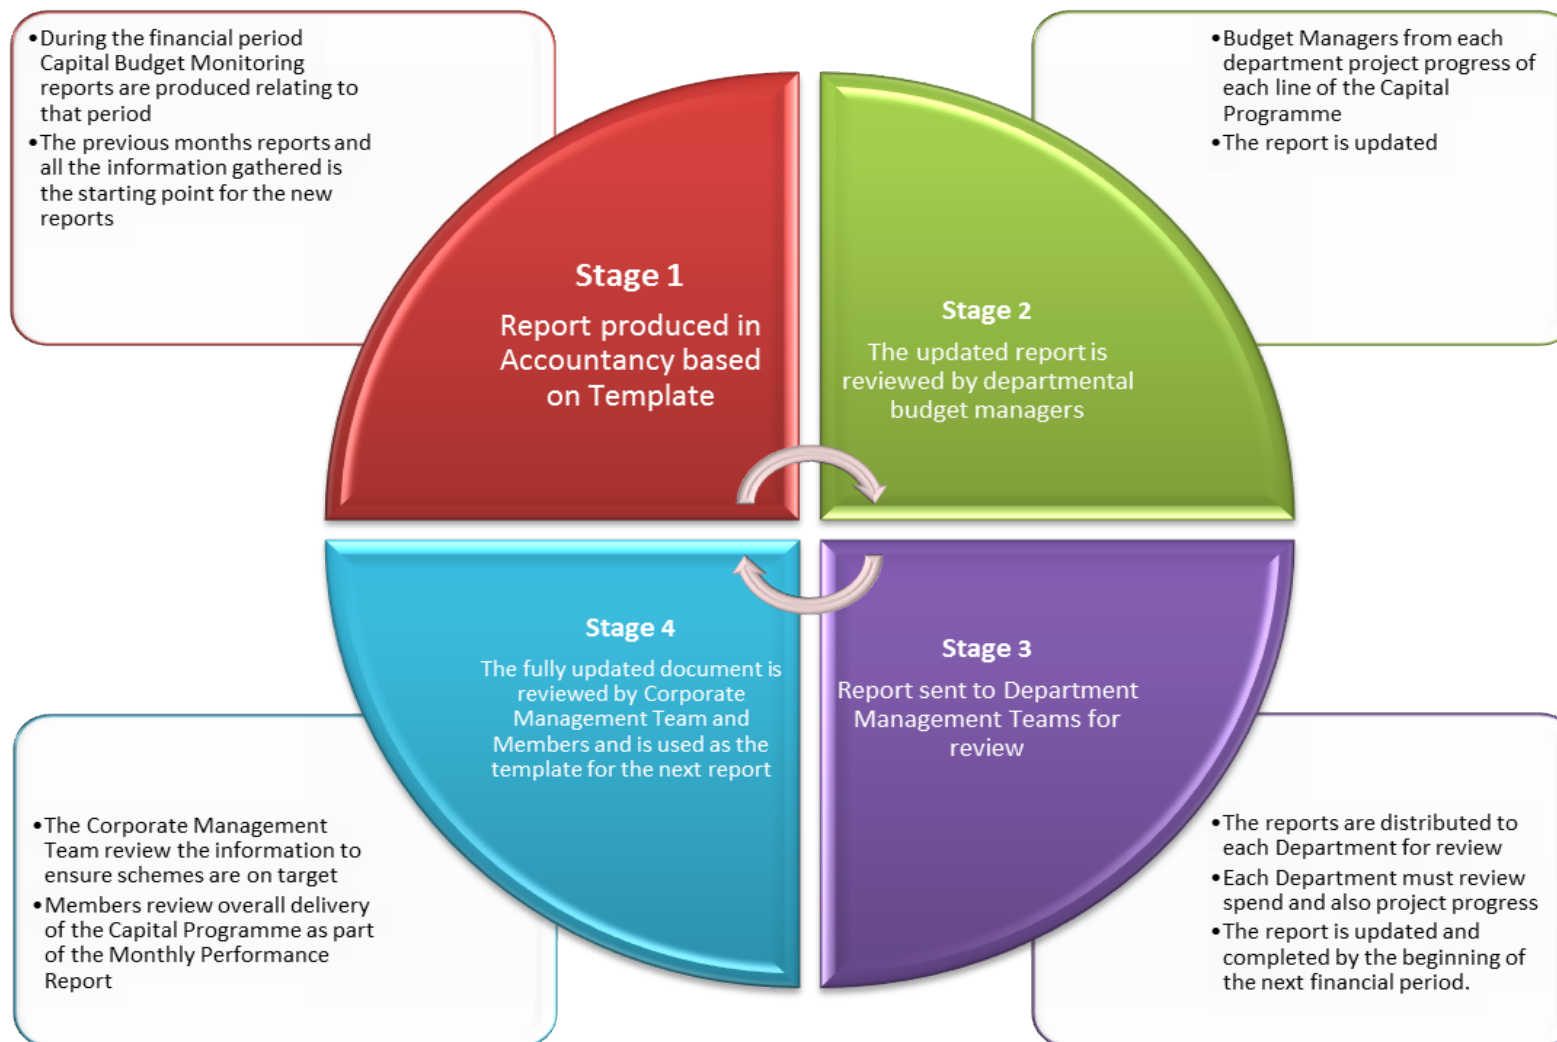 •During the financial period
Capital Budget Monitoring
reports are produced relating to
that period
•The previous months reports and
all the information gathered is
the starting point for the new
reports
Stage 1
Report produced in
Accountancy based
on Template
•Budget Managers from each
department project progress of
each line of the Capital
Programme
•The report is updated
Stage 2
The updated report is
reviewed by departmental
budget managers
Stage 3
Report sent to Department
Management Teams for
review
•The reports are distributed to
each Department for review
•Each Department must review
spend and also project progress
•The report is updated and
completed by the beginning of
the next financial period.
Stage 4
The fully updated document is
reviewed by Corporate
Management Team and
Members and is used as the
template for the next report
•The Corporate Management
Team review the information to
ensure schemes are on target
•Members review overall delivery
of the Capital Programme as part
of the Monthly Performance
Report